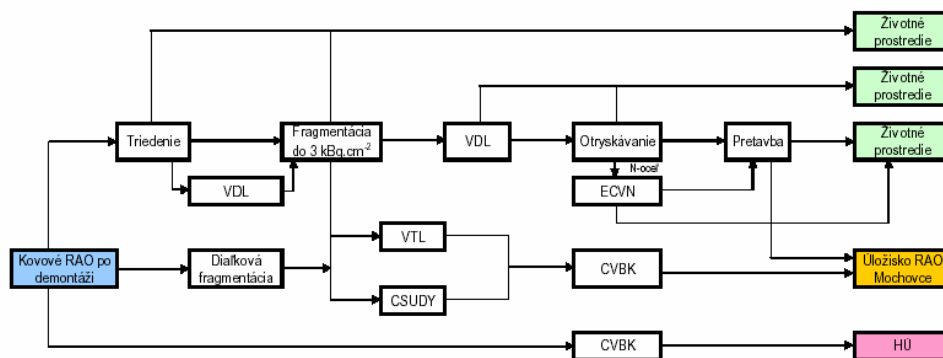 Životné
prostredie
Životné
prostredie
Triedenie
Fragmentácia
do 3 kBq.cm-2
VDL
Otryskávanie
Pretavba
Životné
prostredie
N-oceľ
VDL
ECVN
VTL
Kovové RAO po
demontáži
Diaľková
fragmentácia
CVBK
Úložisko RAO
Mochovce
CSUDY
CVBK
HÚ